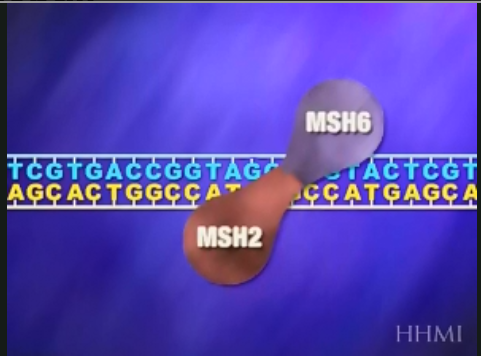 MSH6
TCGTGACCGGTAG TACTCGT
AGCACTGGCCAT CCATGAGCA
MSH2
HHMI